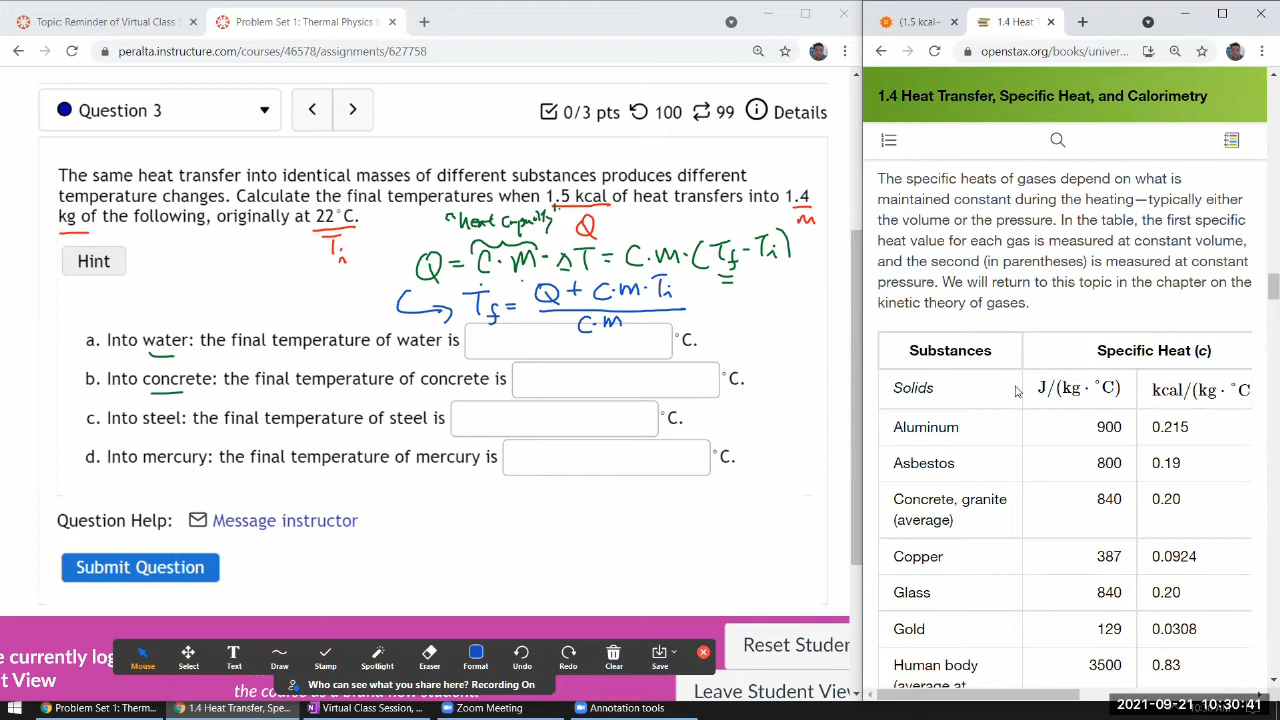 Topic: Reminder of Virtual Class S
Problem Set 1: Thermal Physics I
peralta.instructure.com/courses/46578/assignments/627758
Question 3
0/3 pts 100 99 Details
The same heat transfer into identical masses of different substances produces different
temperature changes. Calculate the final temperatures when 1.5 kcal of heat transfers into 1.4
kg of the following, originally at 22°C.
"heat capacity"
Q
m
Ti
Hint
Q = C·m·ΔT = C·m·(Tf-Ti)
Tf = Q + C·m·Ti
C·m
a. Into water: the final temperature of water is °C.
b. Into concrete: the final temperature of concrete is °C.
c. Into steel: the final temperature of steel is °C.
d. Into mercury: the final temperature of mercury is °C.
Question Help: Message instructor
Submit Question
e currently log
t View
the course as a brand new student
Reset Studen
Leave Student Vie
Mouse Select Text Draw Stamp Spotlight Eraser Format Undo Redo Clear Save
Who can see what you share here? Recording On
(1.5 kcal+
1.4 Heat T
openstax.org/books/univer...
1.4 Heat Transfer, Specific Heat, and Calorimetry
The specific heats of gases depend on what is
maintained constant during the heating—typically either
the volume or the pressure. In the table, the first specific
heat value for each gas is measured at constant volume,
and the second (in parentheses) is measured at constant
pressure. We will return to this topic in the chapter on the
kinetic theory of gases.
Substances Specific Heat (c)
Solids J/(kg · °C) kcal/(kg · °C
Aluminum 900 0.215
Asbestos 800 0.19
Concrete, granite
(average) 840 0.20
Copper 387 0.0924
Glass 840 0.20
Gold 129 0.0308
Human body 3500 0.83
(average at
Problem Set 1: Therm...
1.4 Heat Transfer, Spe...
Virtual Class Session, ...
Zoom Meeting
Annotation tools
2021-09-21 10:30:41